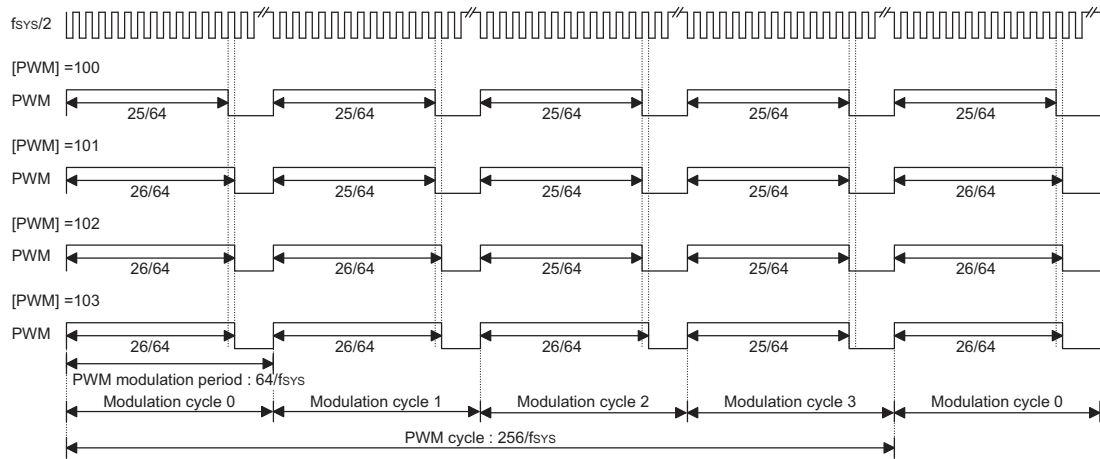 fSYS/2
[PWM] =100
PWM
25/64 25/64 25/64 25/64 25/64
[PWM] =101
PWM
26/64 25/64 25/64 25/64 26/64
[PWM] =102
PWM
26/64 26/64 25/64 25/64 26/64
[PWM] =103
PWM
26/64 26/64 26/64 25/64 26/64
PWM modulation period : 64/fSYS
Modulation cycle 0 Modulation cycle 1 Modulation cycle 2 Modulation cycle 3 Modulation cycle 0
PWM cycle : 256/fSYS